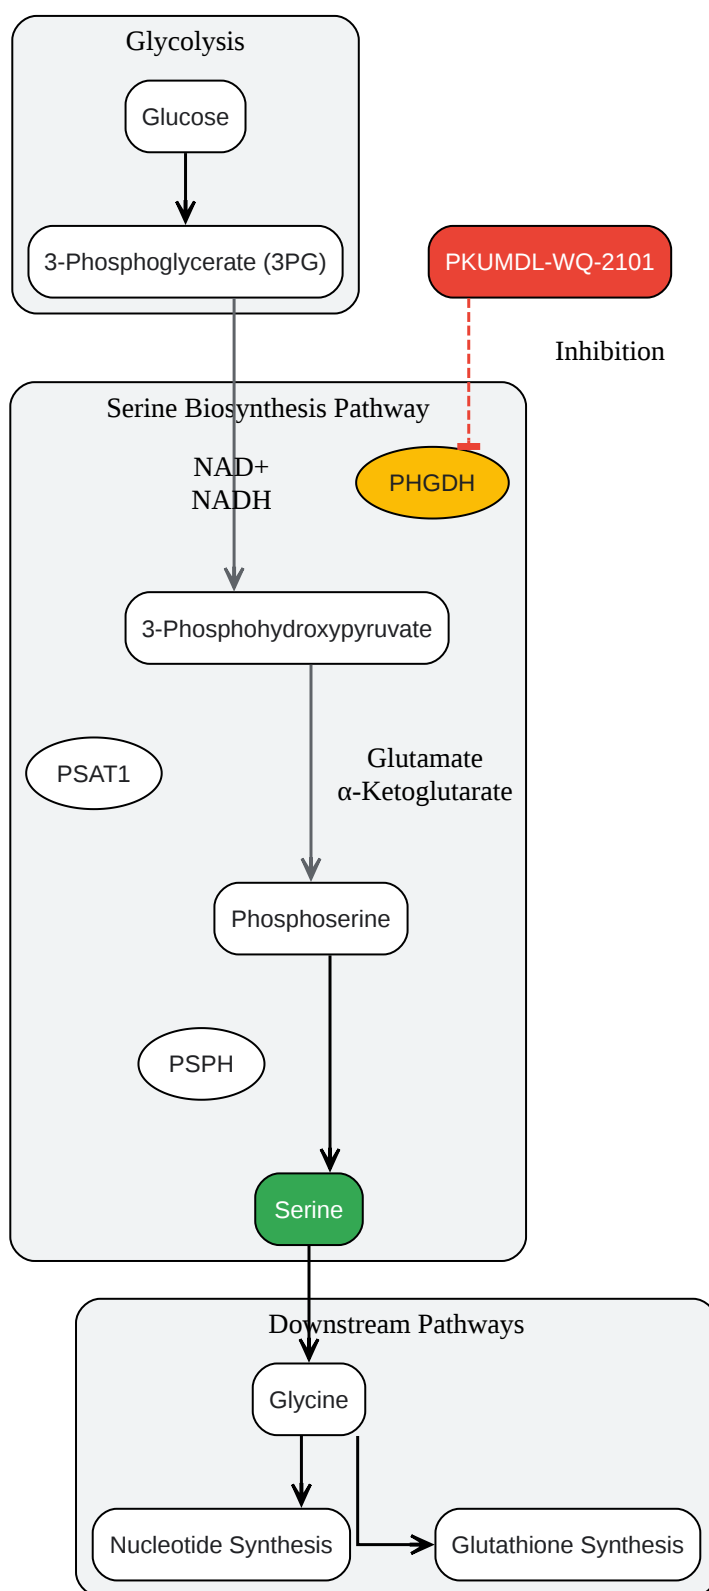 Glycolysis
Glucose
3-Phosphoglycerate (3PG)
PKUMDL-WQ-2101
Inhibition
Serine Biosynthesis Pathway
NAD+
NADH
PHGDH
3-Phosphohydroxypyruvate
PSAT1
Glutamate
α-Ketoglutarate
Phosphoserine
PSPH
Serine
Downstream Pathways
Glycine
Nucleotide Synthesis
Glutathione Synthesis